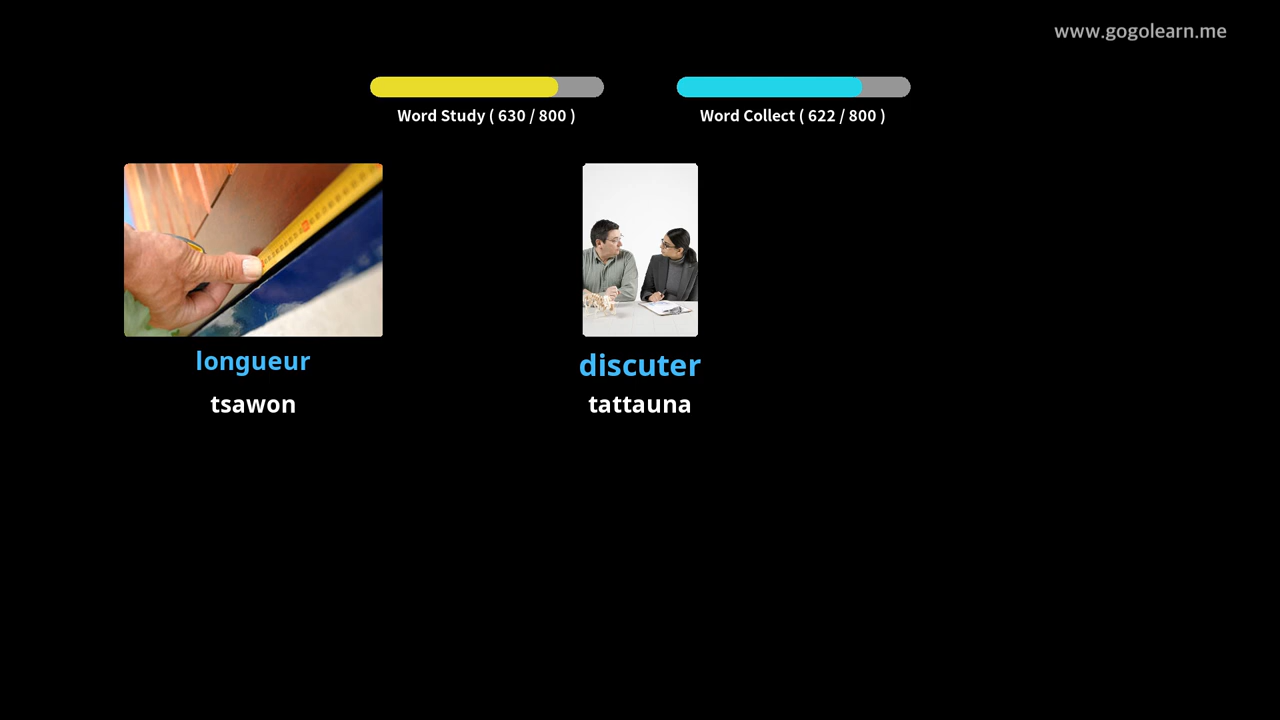 www.gogolearn.me
Word Study ( 630 / 800 )
Word Collect ( 622 / 800 )
longueur
tsawon
discuter
tattauna